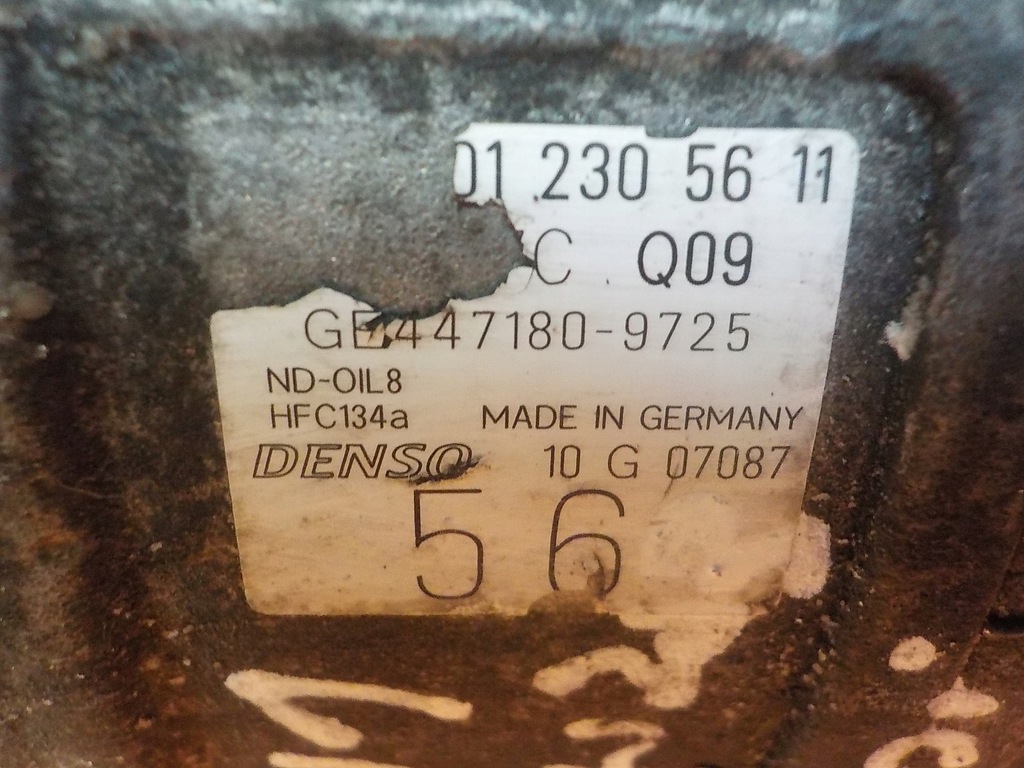 01 230 56 11
C Q09
GE447180-9725
ND-OIL8
HFC134a MADE IN GERMANY
DENSO 10 G 07087
56